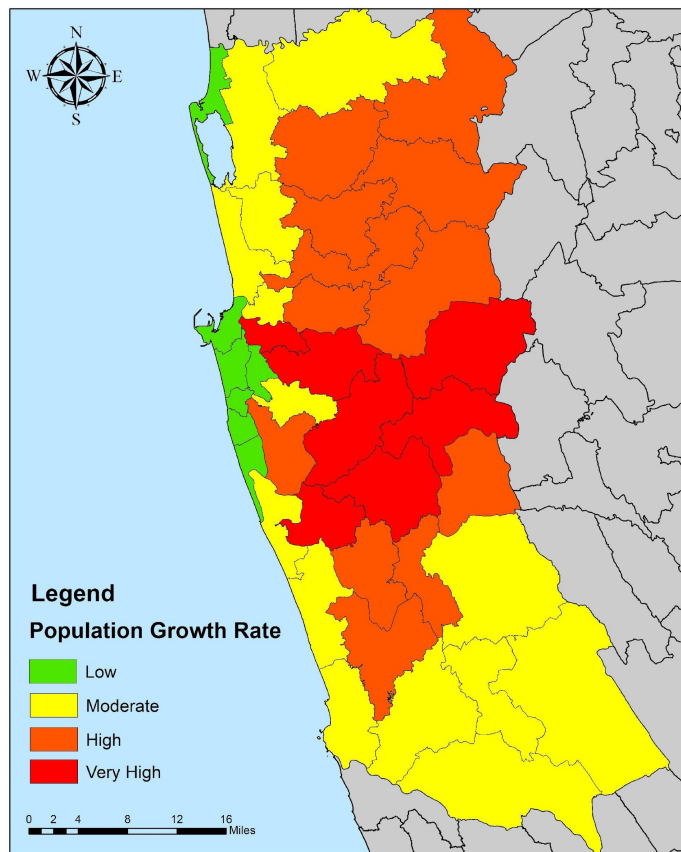 N
W E
S
Legend
Population Growth Rate
Low
Moderate
High
Very High
0 2 4 8 12 16
Miles